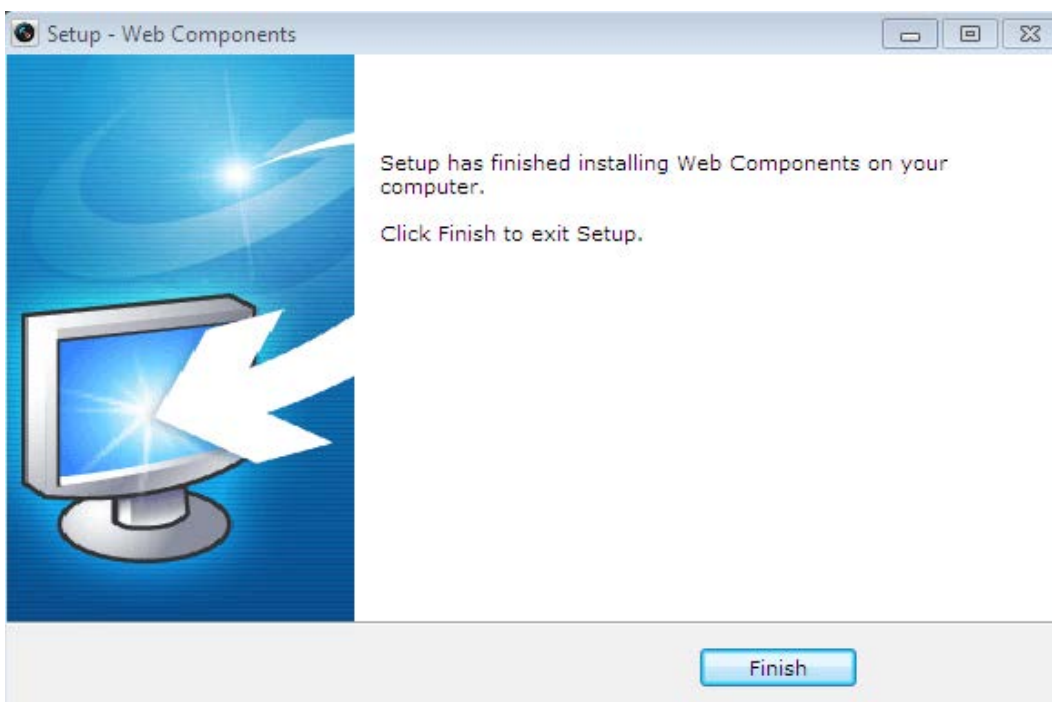 Setup - Web Components
Setup has finished installing Web Components on your
computer.
Click Finish to exit Setup.
Finish